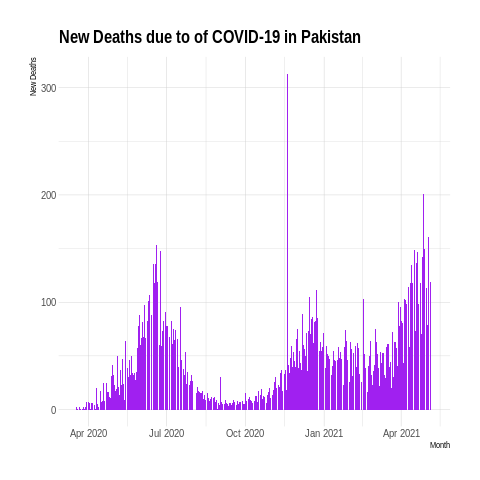 New Deaths due to of COVID-19 in Pakistan
New Deaths
300
200
100
0
Apr 2020 Jul 2020 Oct 2020 Jan 2021 Apr 2021
Month